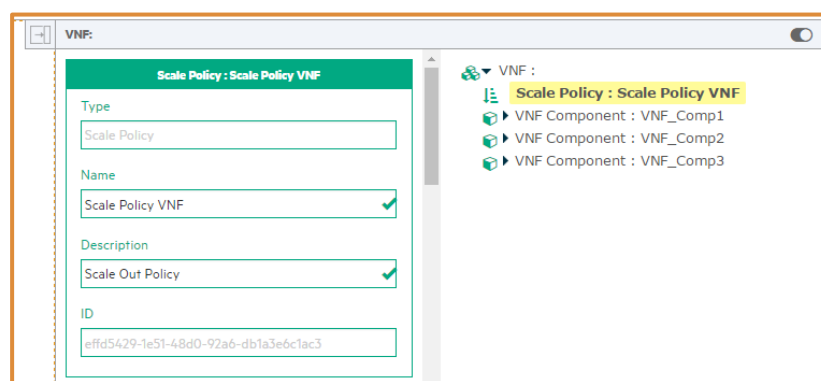 VNF:
Scale Policy : Scale Policy VNF
Type
Scale Policy
Name
Scale Policy VNF
Description
Scale Out Policy
ID
effd5429-1e51-48d0-92a6-db1a3e6c1ac3
VNF :
Scale Policy : Scale Policy VNF
VNF Component : VNF_Comp1
VNF Component : VNF_Comp2
VNF Component : VNF_Comp3